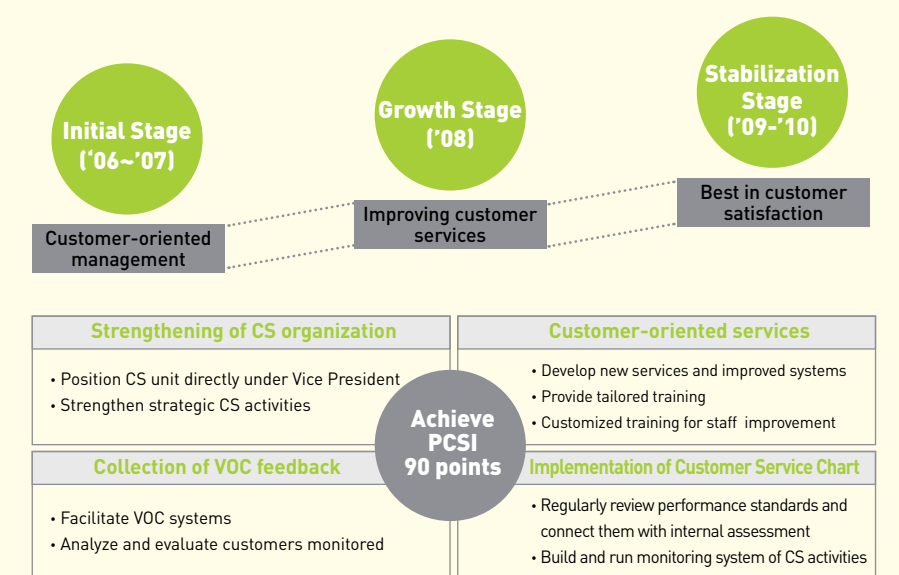 Initial Stage
(‘06~’07)
Growth Stage
(’08)
Stabilization
Stage
(’09-’10)
Customer-oriented
management
Improving customer
services
Best in customer
satisfaction
Strengthening of CS organization
• Position CS unit directly under Vice President
• Strengthen strategic CS activities
Customer-oriented services
• Develop new services and improved systems
• Provide tailored training
• Customized training for staff improvement
Achieve
PCSI
90 points
Collection of VOC feedback
• Facilitate VOC systems
• Analyze and evaluate customers monitored
Implementation of Customer Service Chart
• Regularly review performance standards and
connect them with internal assessment
• Build and run monitoring system of CS activities